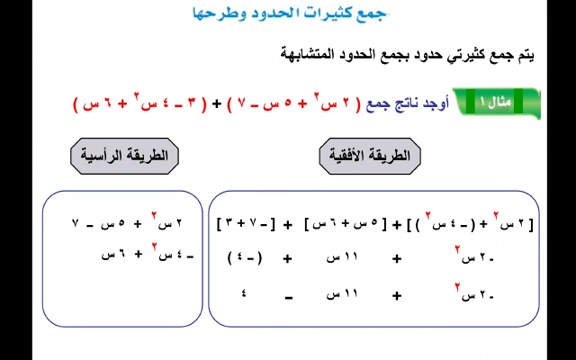 جمع كثيرات الحدود وطرحها
يتم جمع كثيرتي حدود بجمع الحدود المتشابهة
مثال ١ أوجد ناتج جمع ( ٢ س٢ + ٥ س – ٧ ) + ( ٣ – ٤ س٢ + ٦ س )
الطريقة الأفقية
[ ٢ س٢ + ( – ٤ س٢ ) ] + [ ٥ س + ٦ س ] + [ – ٧ + ٣ ]
- ٢ س٢ + ١١ س + ( – ٤ )
- ٢ س٢ + ١١ س – ٤
الطريقة الرأسية
٢ س٢ + ٥ س – ٧
– ٤ س٢ + ٦ س